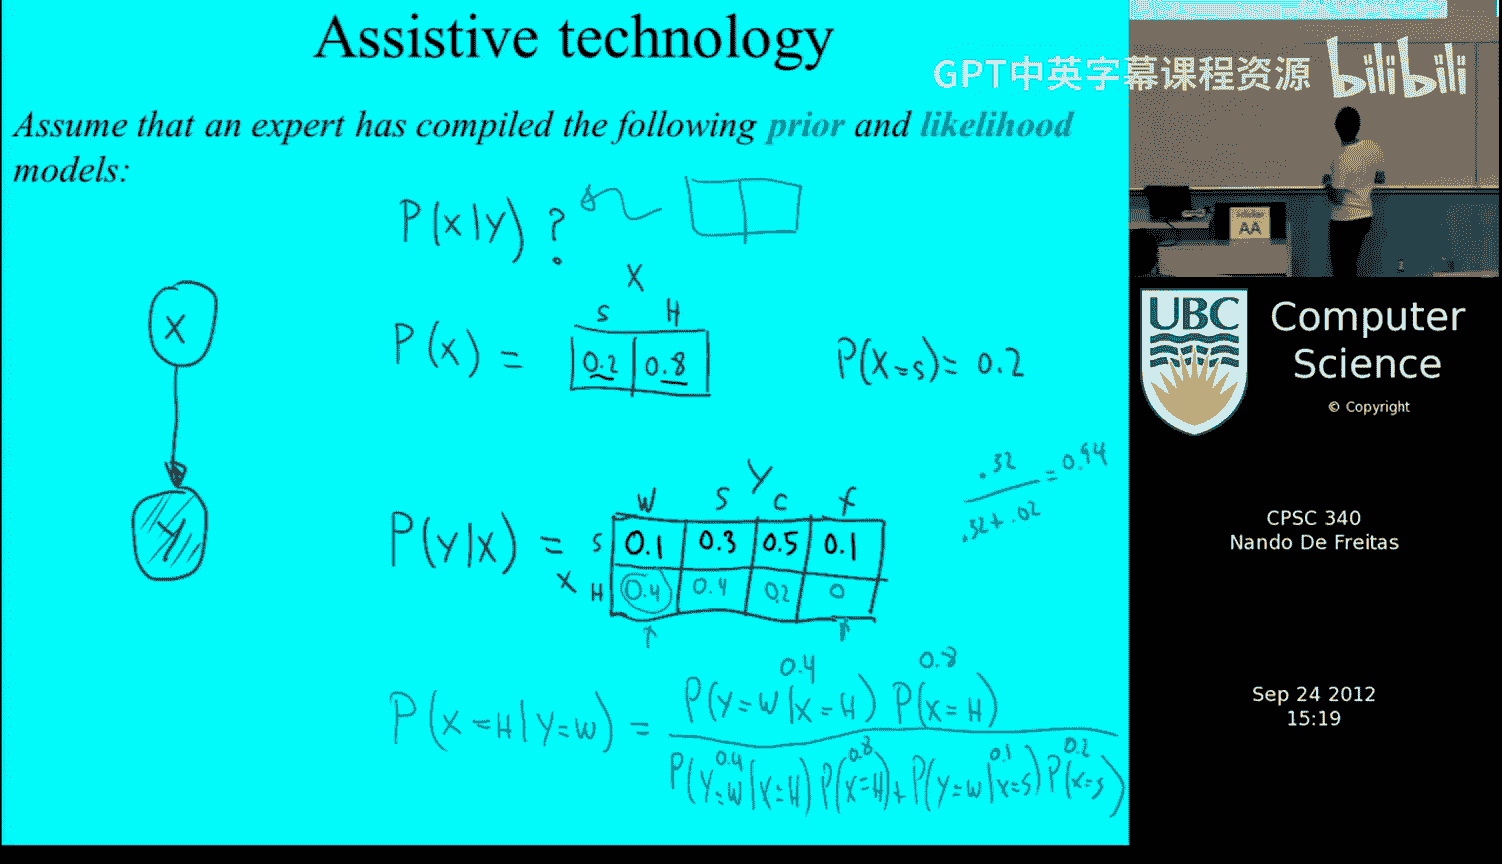 Assistive technology
GPT中英字幕课程资源 bilibili
Assume that an expert has compiled the following prior and likelihood
models:
P(x|y) ?
X
S H
P(x) = 0.2 0.8
P(x=s)= 0.2
X
Y
Y
W S C f
P(y|x) = S 0.1 0.3 0.5 0.1
X H 0.4 0.4 0.2 0
.32
.32+.02
=0.94
0.4 0.8
P(X=H|Y=W) = P(Y=W|X=H) P(X=H)
0.4 0.8 0.1 0.2
P(Y=W|X=H) P(X=H)+P(Y=W|X=S)P(X=S)
AA
UBC
Computer
Science
© Copyright
CPSC 340
Nando De Freitas
Sep 24 2012
15:19